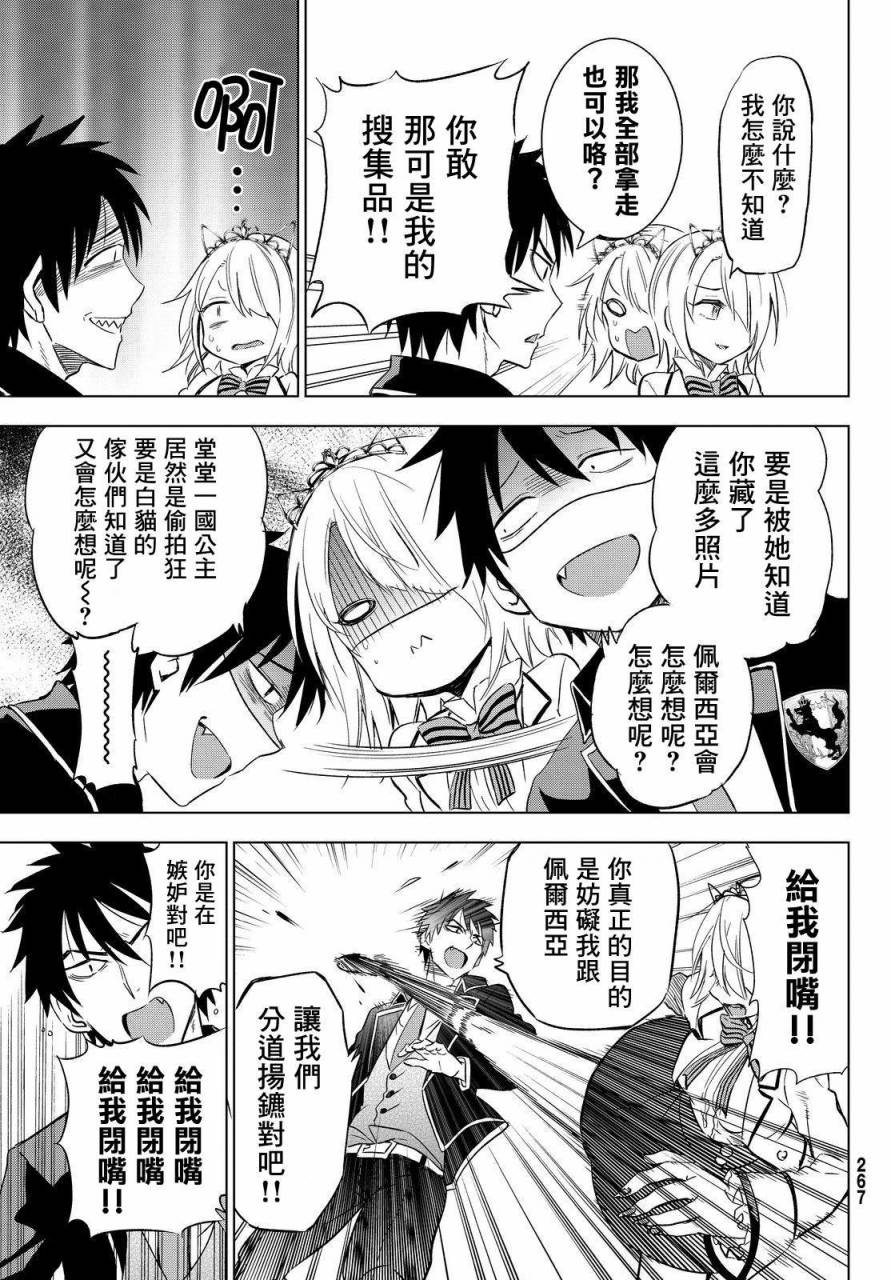 你說什麼?
我怎麼不知道
那我全部拿走
也可以咯?
你敢
那可是我的
搜集品!!
啊哎…
要是被她知道
你藏了
這麼多照片
佩爾西亞會
怎麼想呢?
怎麼想呢?
堂堂一國公主
居然是偷拍狂
要是白貓的
傢伙們知道了
又會怎麼想呢~?
給我閉嘴!!
你真正的目的
是妨礙我跟
佩爾西亞
讓我們
分道揚鑣對吧!!
你是在
嫉妒對吧!!
給我閉嘴
給我閉嘴
給我閉嘴!!
267